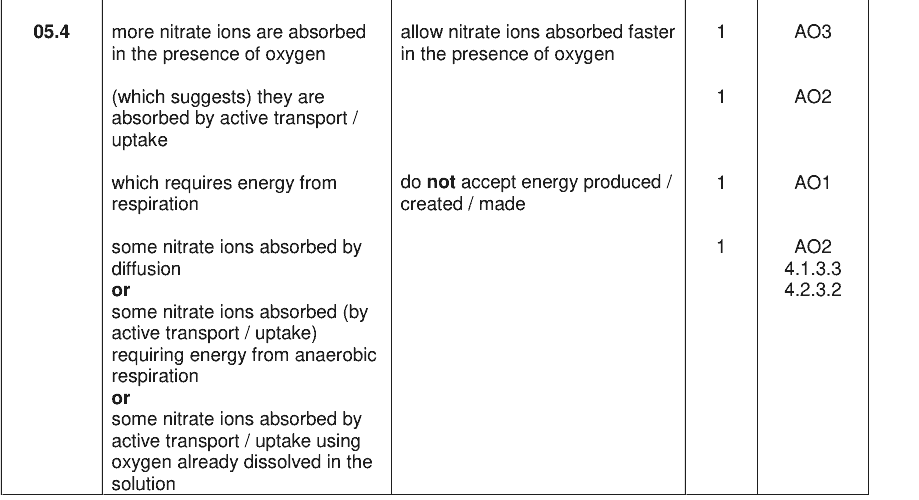 05.4 more nitrate ions are absorbed allow nitrate ions absorbed faster 1 AO3
in the presence of oxygen in the presence of oxygen
(which suggests) they are 1 AO2
absorbed by active transport /
uptake
which requires energy from do not accept energy produced / 1 AO1
respiration created / made
some nitrate ions absorbed by 1 AO2
diffusion 4.1.3.3
or 4.2.3.2
some nitrate ions absorbed (by
active transport / uptake)
requiring energy from anaerobic
respiration
or
some nitrate ions absorbed by
active transport / uptake using
oxygen already dissolved in the
solution